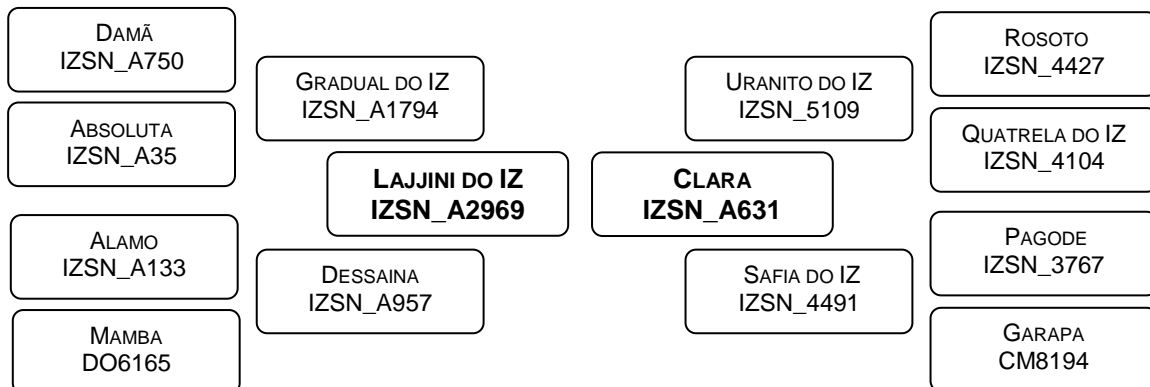 DAMÃ
IZSN_A750
ABSOLUTA
IZSN_A35
ALAMO
IZSN_A133
MAMBA
DO6165
GRADUAL DO IZ
IZSN_A1794
DESSAINA
IZSN_A957
LAJJINI DO IZ
IZSN_A2969
CLARA
IZSN_A631
URANITO DO IZ
IZSN_5109
SAFIA DO IZ
IZSN_4491
ROSOTO
IZSN_4427
QUATRELA DO IZ
IZSN_4104
PAGODE
IZSN_3767
GARAPA
CM8194